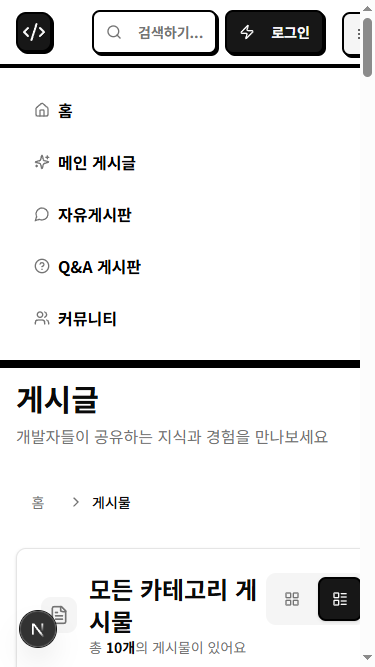 검색하기...
로그인
홈
메인 게시글
자유게시판
Q&A 게시판
커뮤니티
게시글
개발자들이 공유하는 지식과 경험을 만나보세요
홈 > 게시물
모든 카테고리 게
시물
총 10개의 게시물이 있어요
N